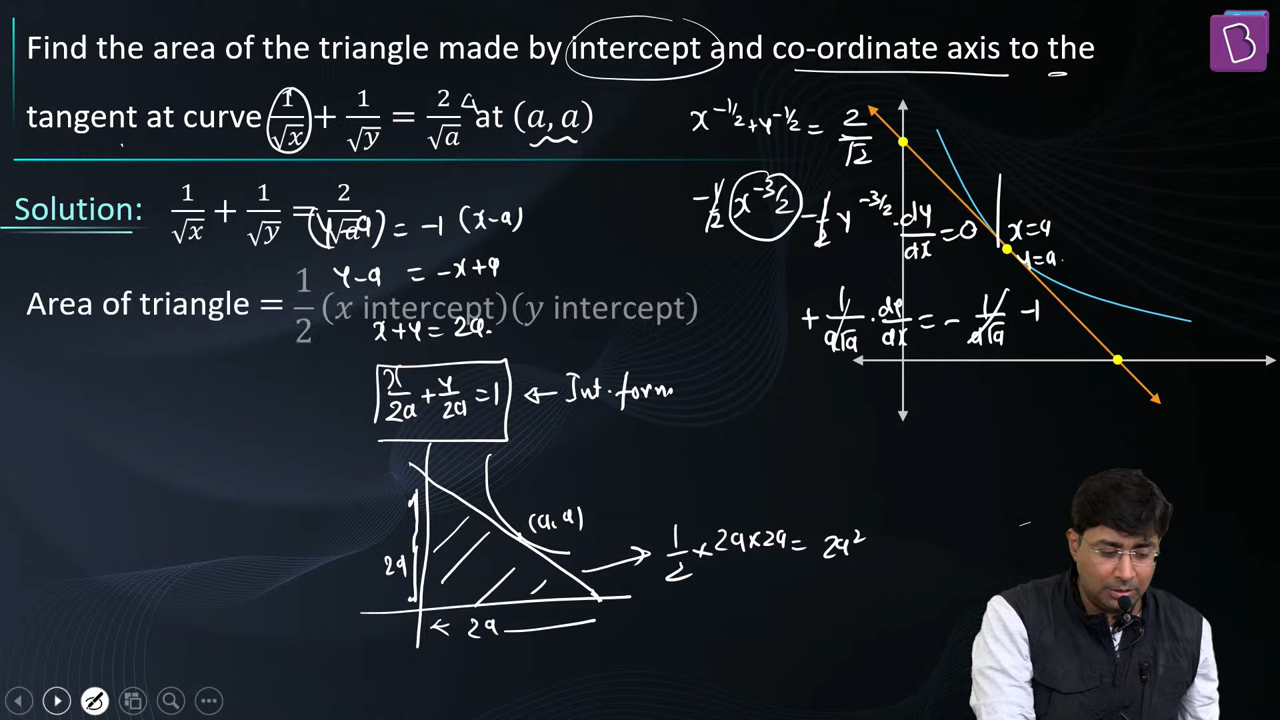 Find the area of the triangle made by intercept and co-ordinate axis to the
tangent at curve 1/√x + 1/√y = 2/√a at (a, a)
x^-1/2 + y^-1/2 = 2/√2
Solution: 1/√x + 1/√y = 2/√a
(y-a) = -1 (x-a)
-1/2 x^-3/2 - 1/2 y^-3/2 · dy/dx = 0
x=a
y=a.
y-a = -x+a
Area of triangle = 1/2 (x intercept)(y intercept)
x+y = 2a.
+ 1/a√a · dy/dx = - 1/a√a -1
x/2a + y/2a = 1 ← Int. form
(a, a)
2a
1/2 × 2a × 2a = 2a²
← 2a
B